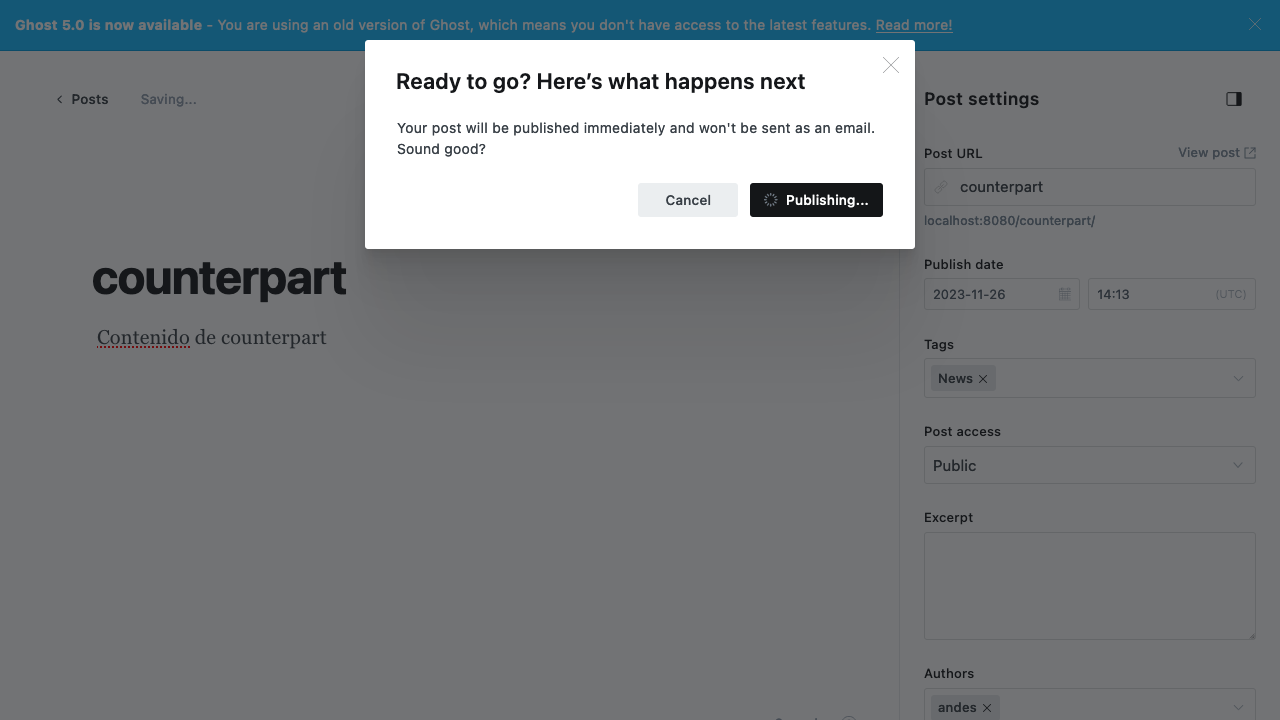 Ghost 5.0 is now available - You are using an old version of Ghost, which means you don't have access to the latest features. Read more!
Ready to go? Here’s what happens next
Your post will be published immediately and won't be sent as an email.
Sound good?
Cancel
Publishing...
Posts
Saving...
counterpart
Contenido de counterpart
Post settings
Post URL
View post
counterpart
localhost:8080/counterpart/
Publish date
2023-11-26
14:13
(UTC)
Tags
News
Post access
Public
Excerpt
Authors
andes